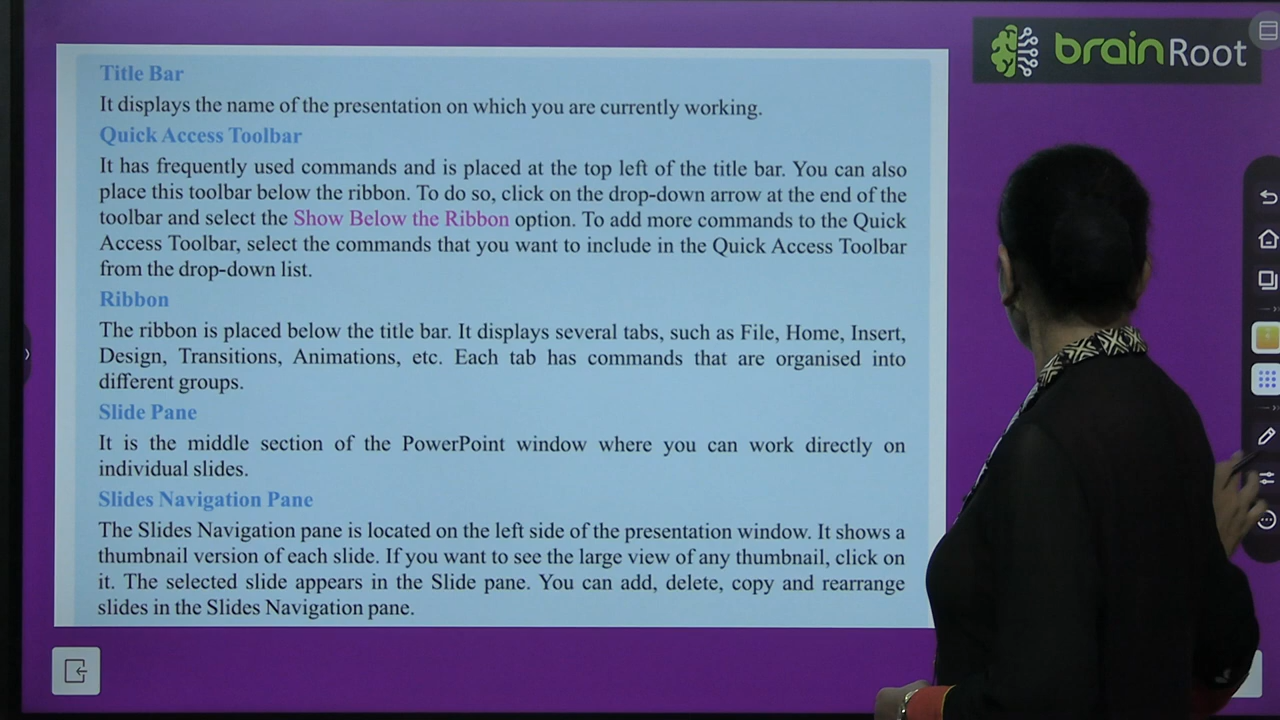 brainRoot
Title Bar
It displays the name of the presentation on which you are currently working.
Quick Access Toolbar
It has frequently used commands and is placed at the top left of the title bar. You can also
place this toolbar below the ribbon. To do so, click on the drop-down arrow at the end of the
toolbar and select the Show Below the Ribbon option. To add more commands to the Quick
Access Toolbar, select the commands that you want to include in the Quick Access Toolbar
from the drop-down list.
Ribbon
The ribbon is placed below the title bar. It displays several tabs, such as File, Home, Insert,
Design, Transitions, Animations, etc. Each tab has commands that are organised into
different groups.
Slide Pane
It is the middle section of the PowerPoint window where you can work directly on
individual slides.
Slides Navigation Pane
The Slides Navigation pane is located on the left side of the presentation window. It shows a
thumbnail version of each slide. If you want to see the large view of any thumbnail, click on
it. The selected slide appears in the Slide pane. You can add, delete, copy and rearrange
slides in the Slides Navigation pane.